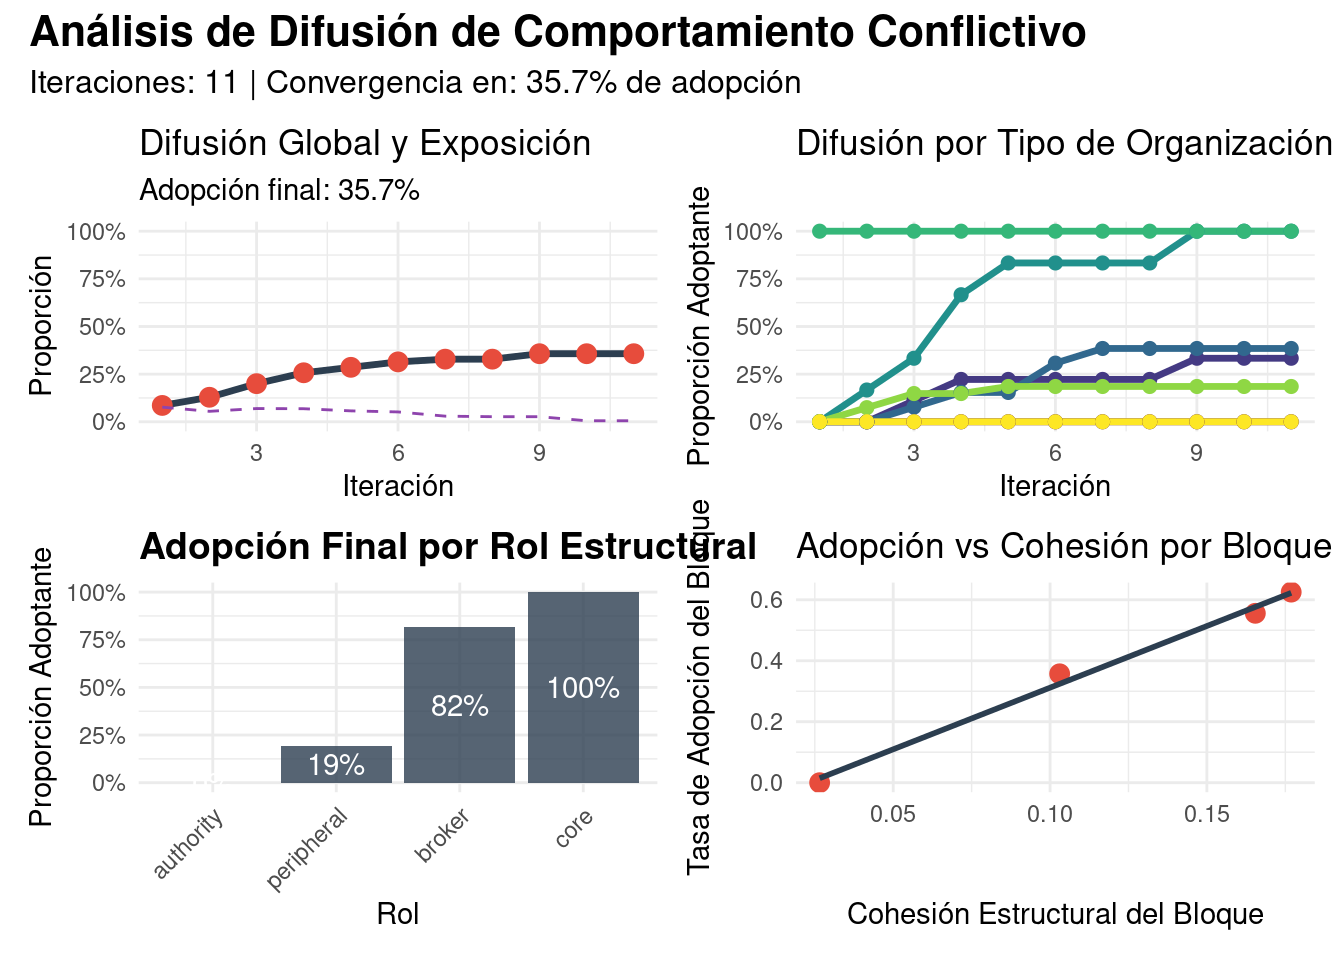 Análisis de Difusión de Comportamiento Conflictivo
Iteraciones: 11 | Convergencia en: 35.7% de adopción
Difusión Global y Exposición
Adopción final: 35.7%
Proporción
100%
75%
50%
25%
0%
3
6
9
Iteración
Difusión por Tipo de Organización
Proporción Adoptante
100%
75%
50%
25%
0%
3
6
9
Iteración
Adopción Final por Rol Estructural
Proporción Adoptante
100%
75%
50%
25%
0%
19%
82%
100%
authority
peripheral
broker
core
Rol
Adopción vs Cohesión por Bloque
Tasa de Adopción del Bloque
0.6
0.4
0.2
0.0
0.05
0.10
0.15
Cohesión Estructural del Bloque